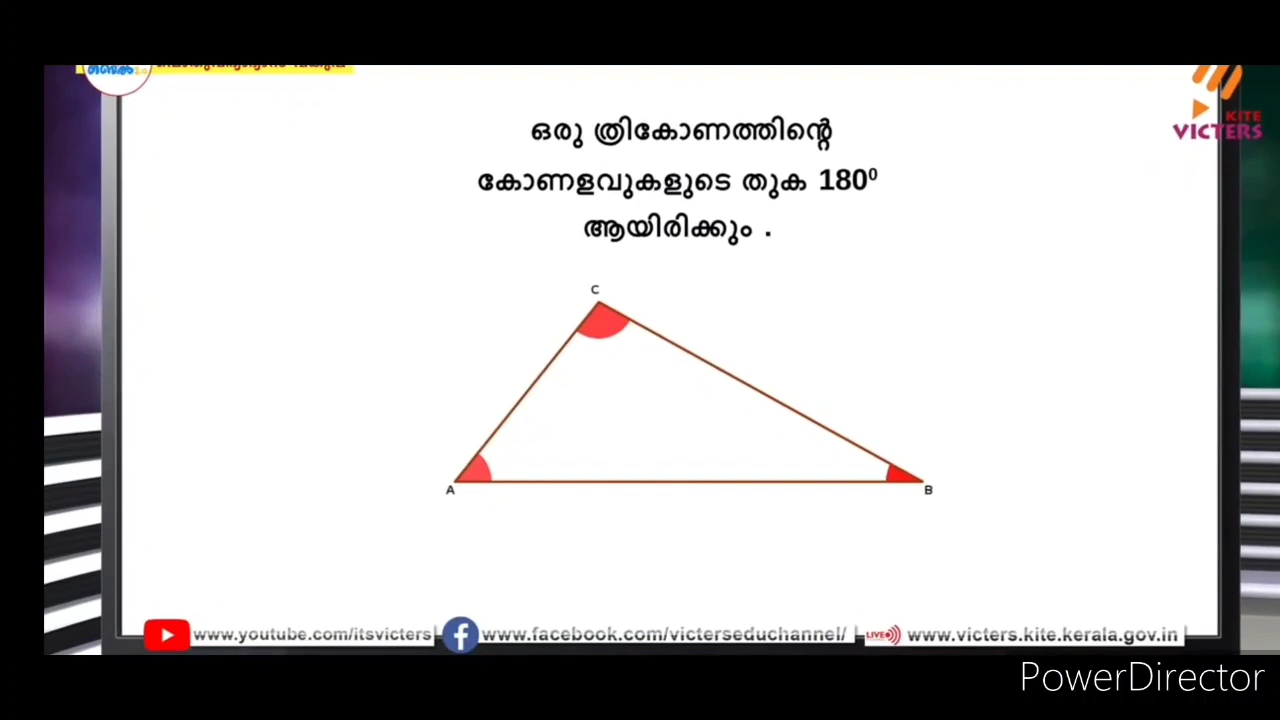 KITE
VICTERS
ഒരു ത്രികോണത്തിന്റെ
കോണളവുകളുടെ തുക 180⁰
ആയിരിക്കും .
C
A
B
www.youtube.com/itsvicters
www.facebook.com/victerseduchannel/
LIVE
www.victers.kite.kerala.gov.in
PowerDirector